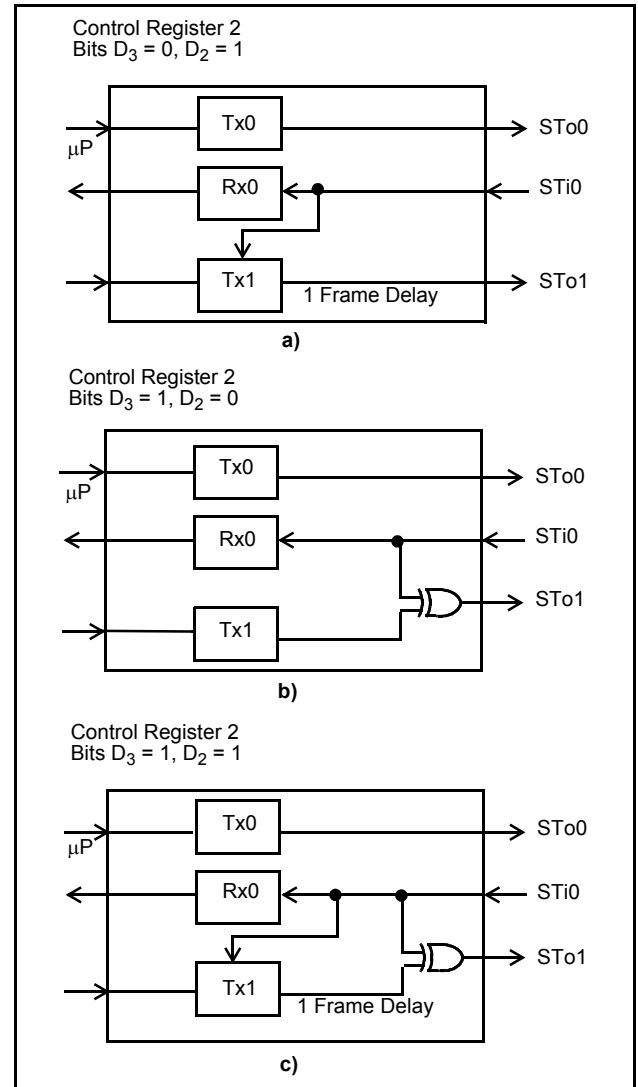 Control Register 2
Bits D3 = 0, D2 = 1
Tx0
STo0
μP
Rx0
STi0
Tx1
1 Frame Delay
STo1
a)
Control Register 2
Bits D3 = 1, D2 = 0
Tx0
STo0
μP
Rx0
STi0
STo1
Tx1
b)
Control Register 2
Bits D3 = 1, D2 = 1
Tx0
STo0
μP
Rx0
STi0
STo1
Tx1
1 Frame Delay
c)